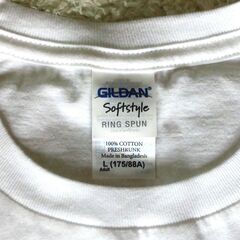 GILDAN
Softstyle
RING SPUN
100% COTTON
PRESHRUNK
Made in Bangladesh
L (175/88A)
Adult